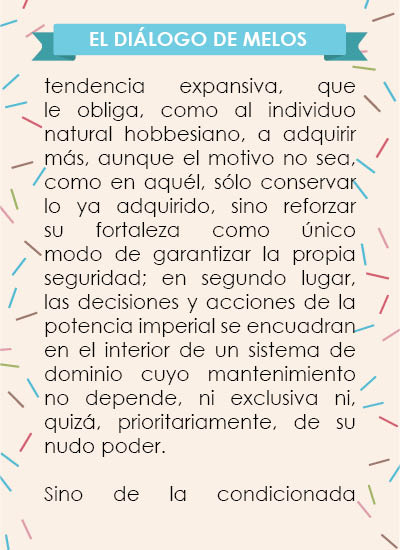 EL DIÁLOGO DE MELOS
tendencia expansiva, que
le obliga, como al individuo
natural hobbesiano, a adquirir
más, aunque el motivo no sea,
como en aquél, sólo conservar
lo ya adquirido, sino reforzar
su fortaleza como único
modo de garantizar la propia
seguridad; en segundo lugar,
las decisiones y acciones de la
potencia imperial se encuadran
en el interior de un sistema de
dominio cuyo mantenimiento
no depende, ni exclusiva ni,
quizá, prioritariamente, de su
nudo poder.
Sino de la condicionada